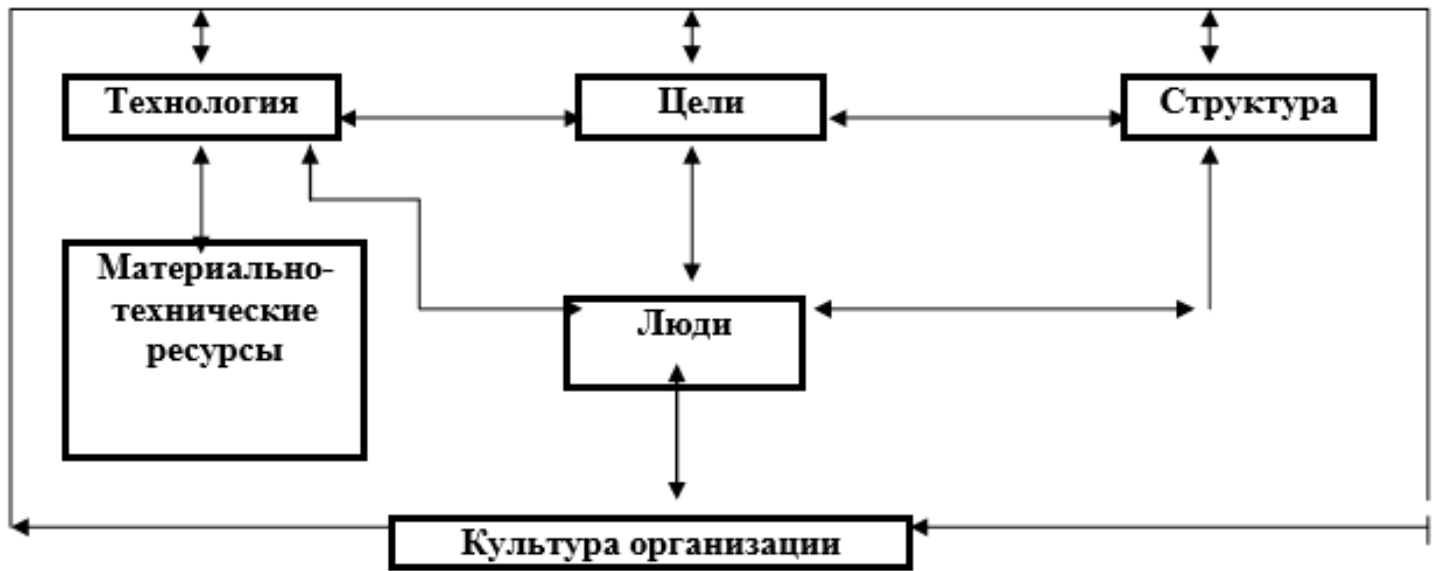 Технология
Цели
Структура
Материально-
технические
ресурсы
Люди
Культура организации